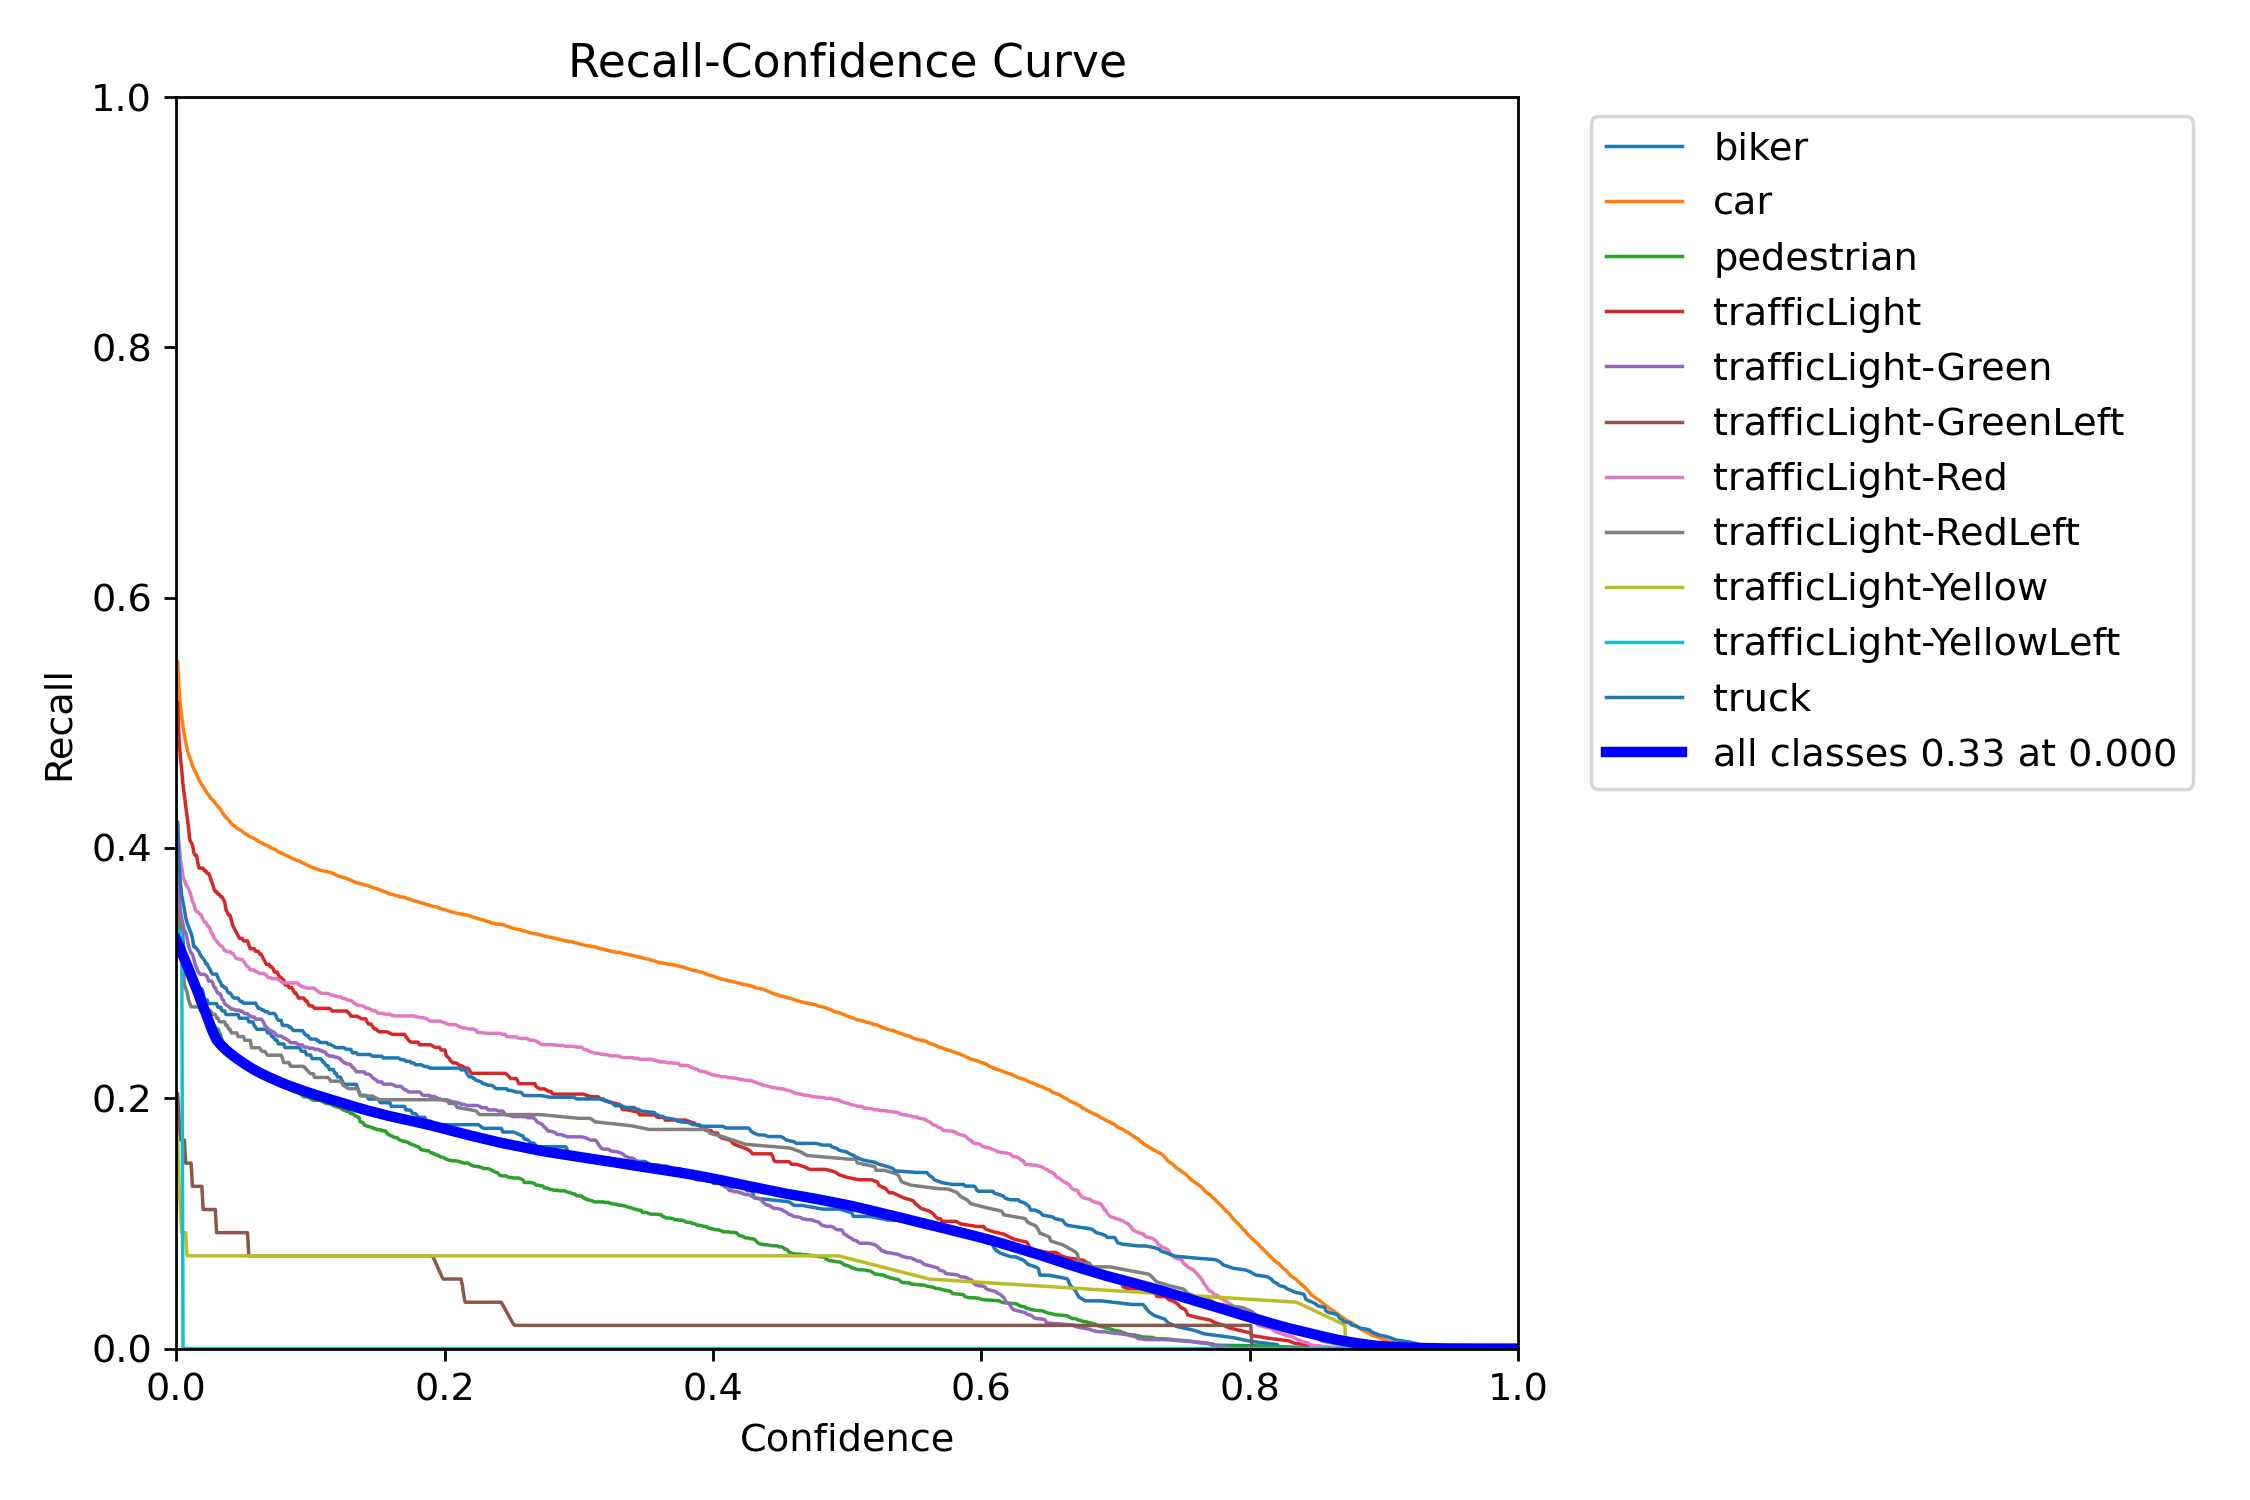 Recall-Confidence Curve
1.0
0.8
0.6
0.4
0.2
0.0
Recall
0.0 0.2 0.4 0.6 0.8 1.0
Confidence
biker
car
pedestrian
trafficLight
trafficLight-Green
trafficLight-GreenLeft
trafficLight-Red
trafficLight-RedLeft
trafficLight-Yellow
trafficLight-YellowLeft
truck
all classes 0.33 at 0.000